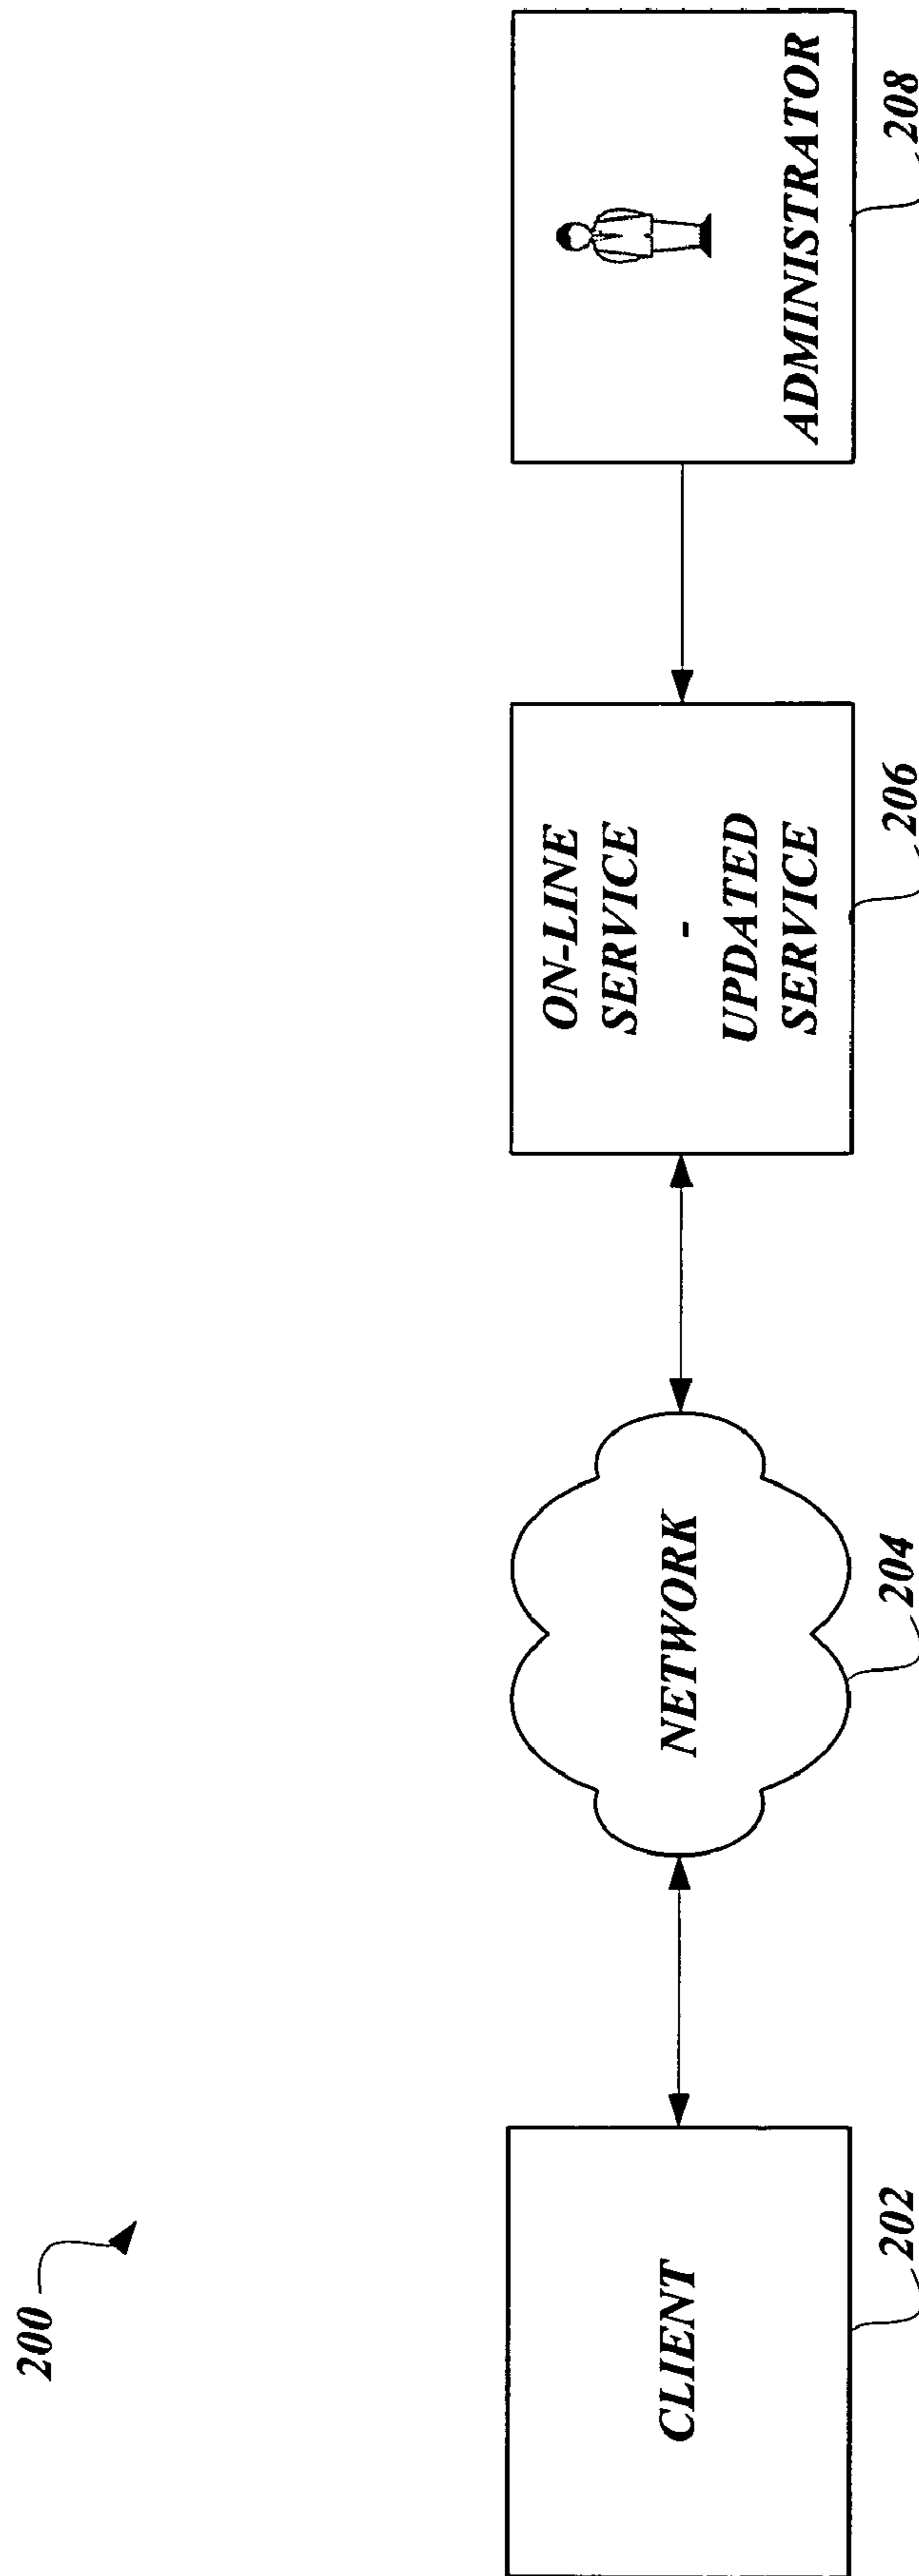 200
CLIENT
202
NETWORK
204
ON-LINE
SERVICE
-
UPDATED
SERVICE
206
ADMINISTRATOR
208